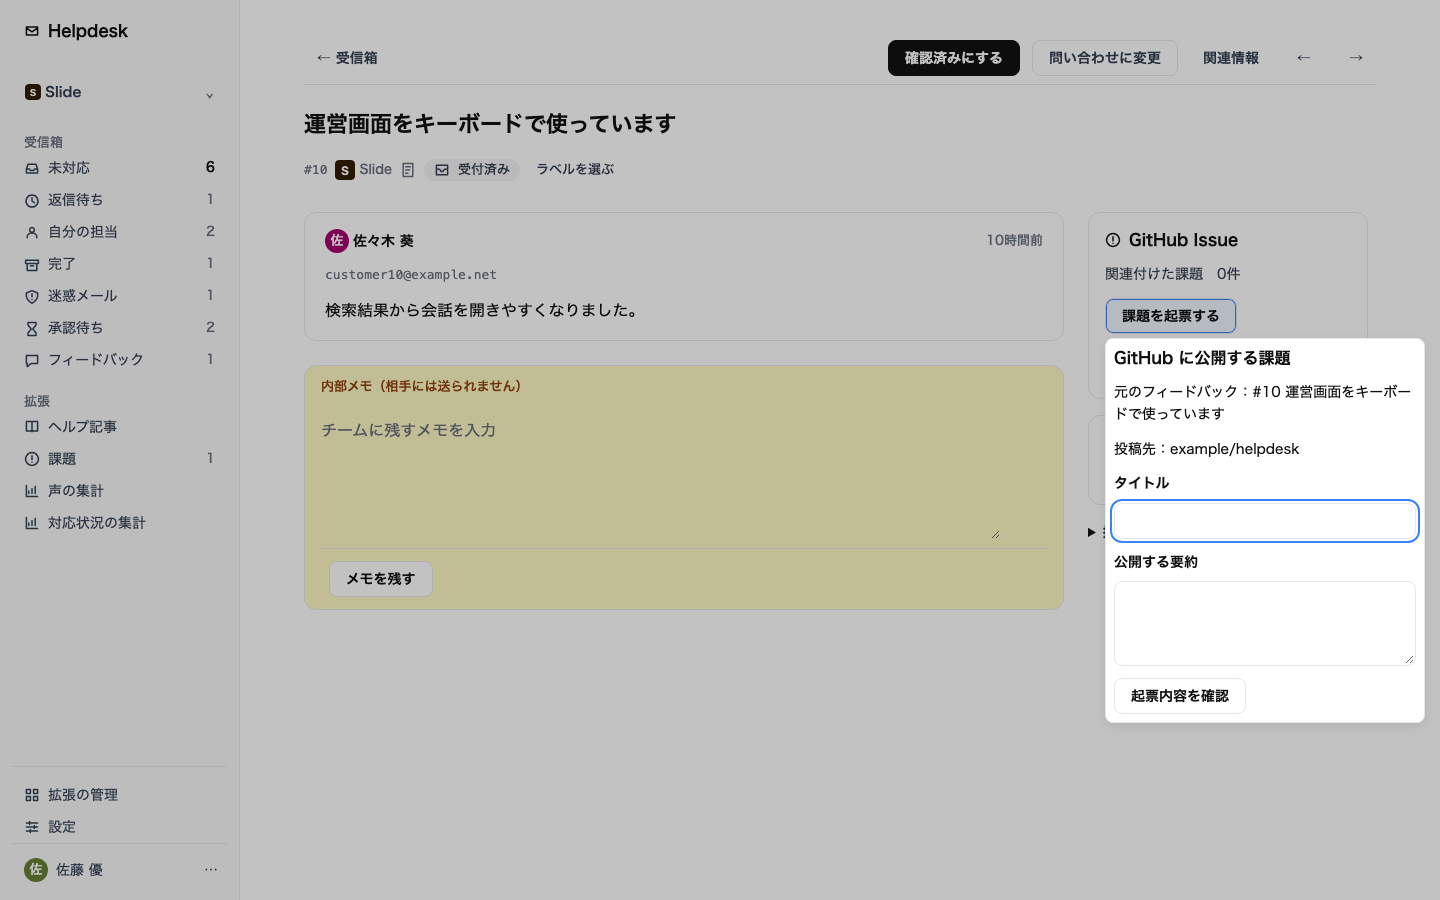 Helpdesk
S Slide
受信箱
未対応 6
返信待ち 1
自分の担当 2
完了 1
迷惑メール 1
承認待ち 2
フィードバック 1
拡張
ヘルプ記事
課題 1
声の集計
対応状況の集計
拡張の管理
設定
佐 佐藤 優 …
← 受信箱
確認済みにする
問い合わせに変更
関連情報
← →
運営画面をキーボードで使っています
#10 S Slide 受付済み ラベルを選ぶ
佐 佐々木 葵 10時間前
customer10@example.net
検索結果から会話を開きやすくなりました。
内部メモ（相手には送られません）
チームに残すメモを入力
メモを残す
GitHub Issue
関連付けた課題 0件
課題を起票する
GitHub に公開する課題
元のフィードバック：#10 運営画面をキーボー
ドで使っています
投稿先：example/helpdesk
タイトル
公開する要約
起票内容を確認